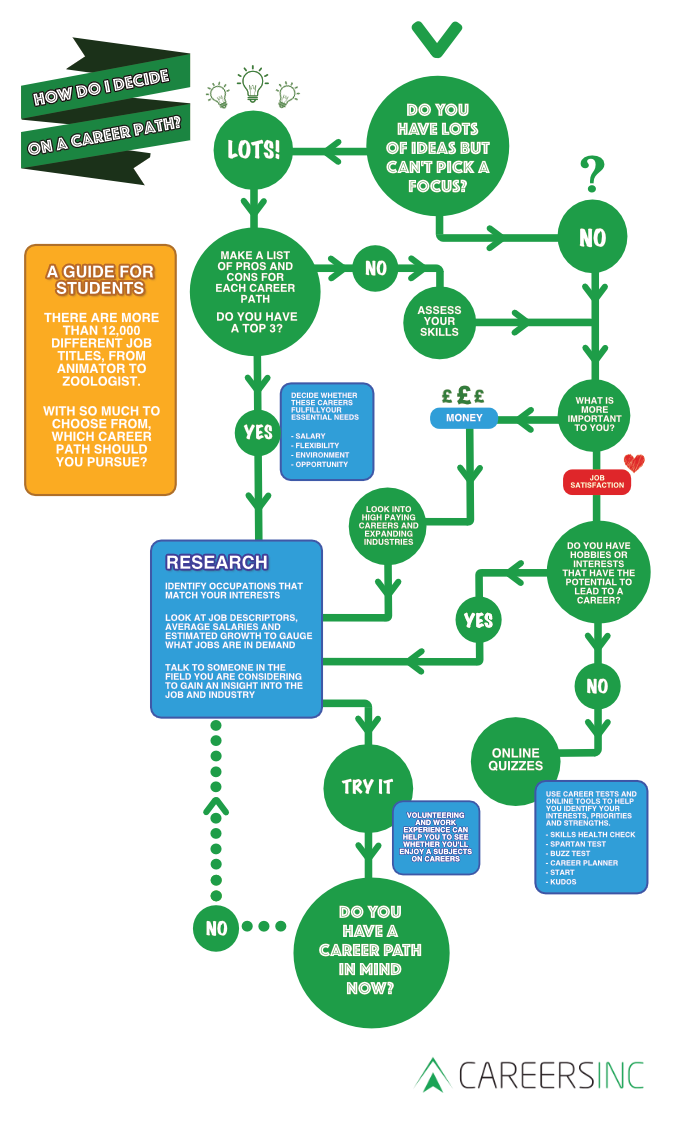 HOW DO I DECIDE
ON A CAREER PATH?
DO YOU
HAVE LOTS
OF IDEAS BUT
CAN'T PICK A
FOCUS?
LOTS!
?
NO
MAKE A LIST
OF PROS AND
CONS FOR
EACH CAREER
PATH
DO YOU HAVE
A TOP 3?
NO
ASSESS
YOUR
SKILLS
A GUIDE FOR
STUDENTS
THERE ARE MORE
THAN 12,000
DIFFERENT JOB
TITLES, FROM
ANIMATOR TO
ZOOLOGIST.
WITH SO MUCH TO
CHOOSE FROM,
WHICH CAREER
PATH SHOULD
YOU PURSUE?
YES
DECIDE WHETHER
THESE CAREERS
FULFILLYOUR
ESSENTIAL NEEDS
- SALARY
- FLEXIBILITY
- ENVIRONMENT
- OPPORTUNITY
£ £ £
MONEY
WHAT IS
MORE
IMPORTANT
TO YOU?
JOB
SATISFACTION
LOOK INTO
HIGH PAYING
CAREERS AND
EXPANDING
INDUSTRIES
DO YOU HAVE
HOBBIES OR
INTERESTS
THAT HAVE THE
POTENTIAL TO
LEAD TO A
CAREER?
YES
NO
RESEARCH
IDENTIFY OCCUPATIONS THAT
MATCH YOUR INTERESTS
LOOK AT JOB DESCRIPTORS,
AVERAGE SALARIES AND
ESTIMATED GROWTH TO GAUGE
WHAT JOBS ARE IN DEMAND
TALK TO SOMEONE IN THE
FIELD YOU ARE CONSIDERING
TO GAIN AN INSIGHT INTO THE
JOB AND INDUSTRY
ONLINE
QUIZZES
USE CAREER TESTS AND
ONLINE TOOLS TO HELP
YOU IDENTIFY YOUR
INTERESTS, PRIORITIES
AND STRENGTHS.
- SKILLS HEALTH CHECK
- SPARTAN TEST
- BUZZ TEST
- CAREER PLANNER
- START
- KUDOS
TRY IT
VOLUNTEERING
AND WORK
EXPERIENCE CAN
HELP YOU TO SEE
WHETHER YOU'LL
ENJOY A SUBJECTS
ON CAREERS
NO
DO YOU
HAVE A
CAREER PATH
IN MIND
NOW?
CAREERSINC